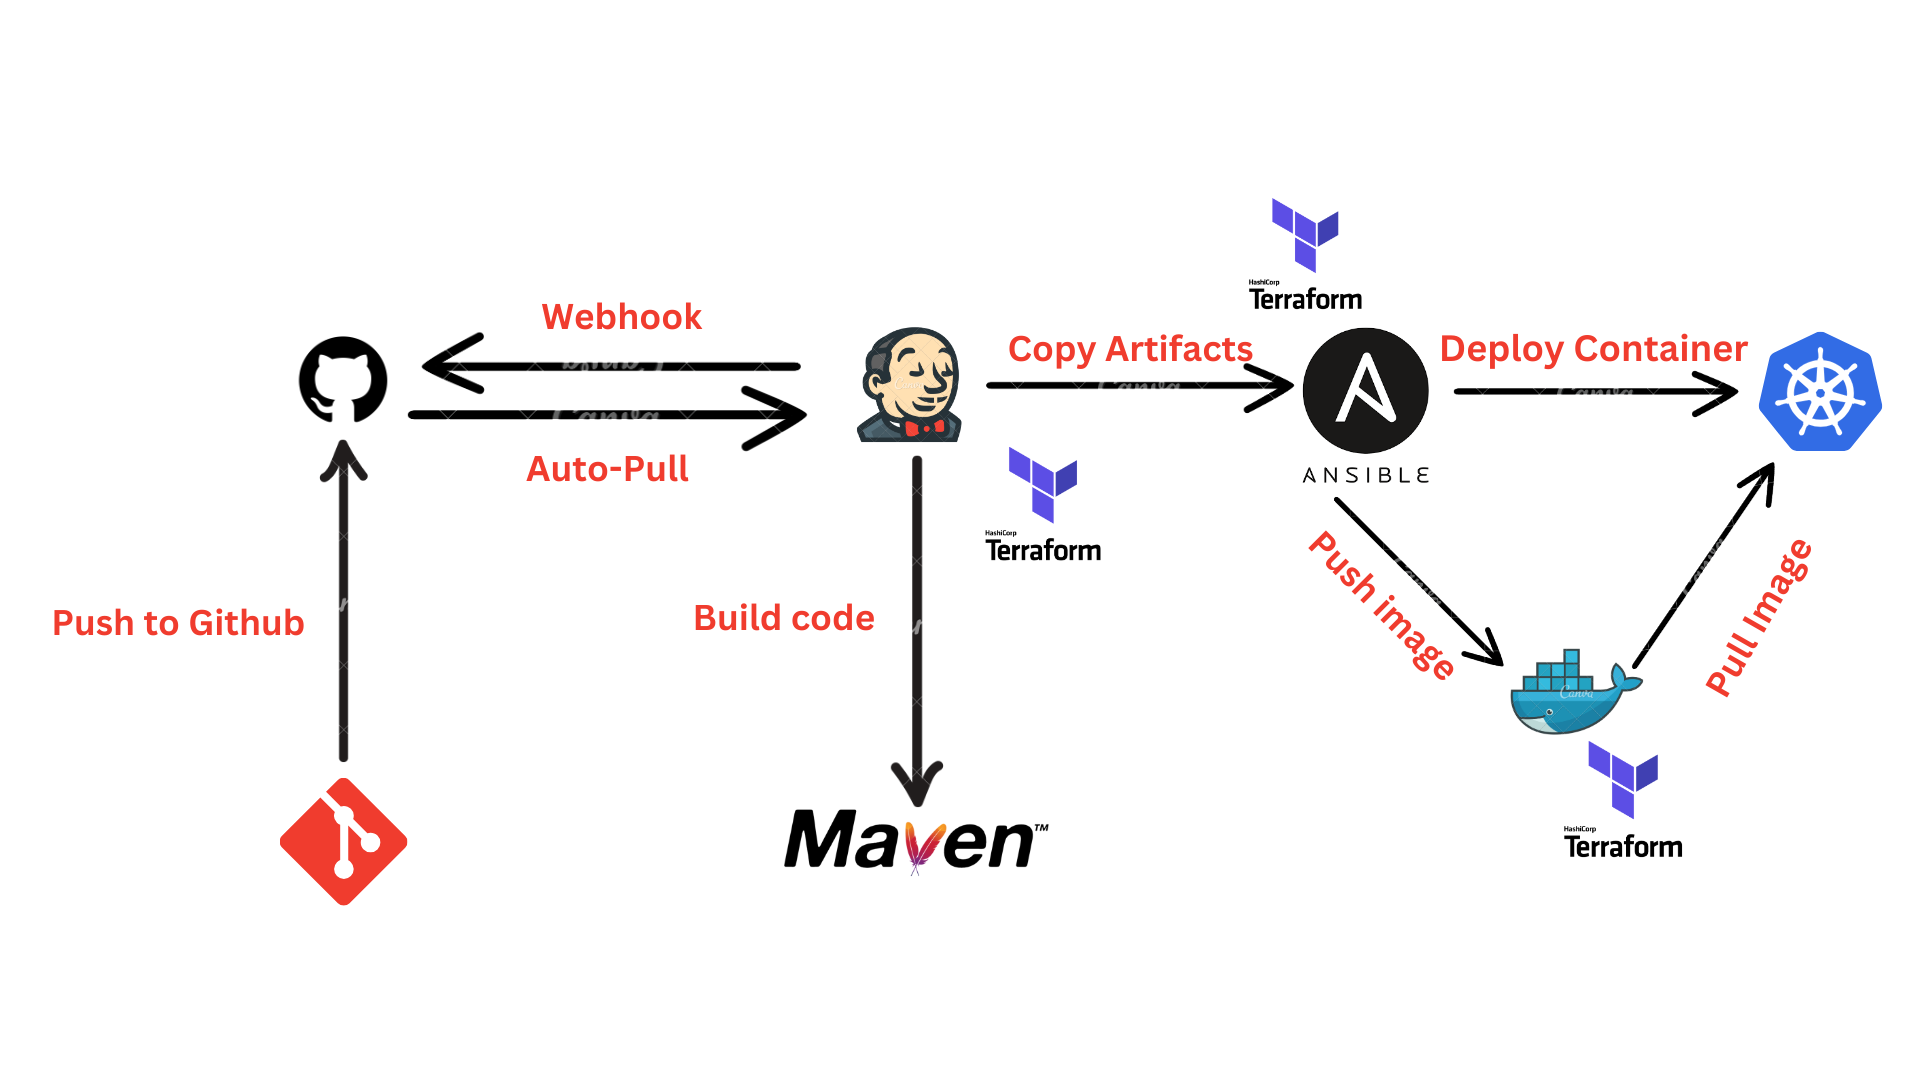 HashiCorp
Terraform
Webhook
Copy Artifacts
Deploy Container
Auto-Pull
ANSIBLE
HashiCorp
Terraform
Push to Github
Build code
Push image
Pull Image
Canva
Maven™
HashiCorp
Terraform